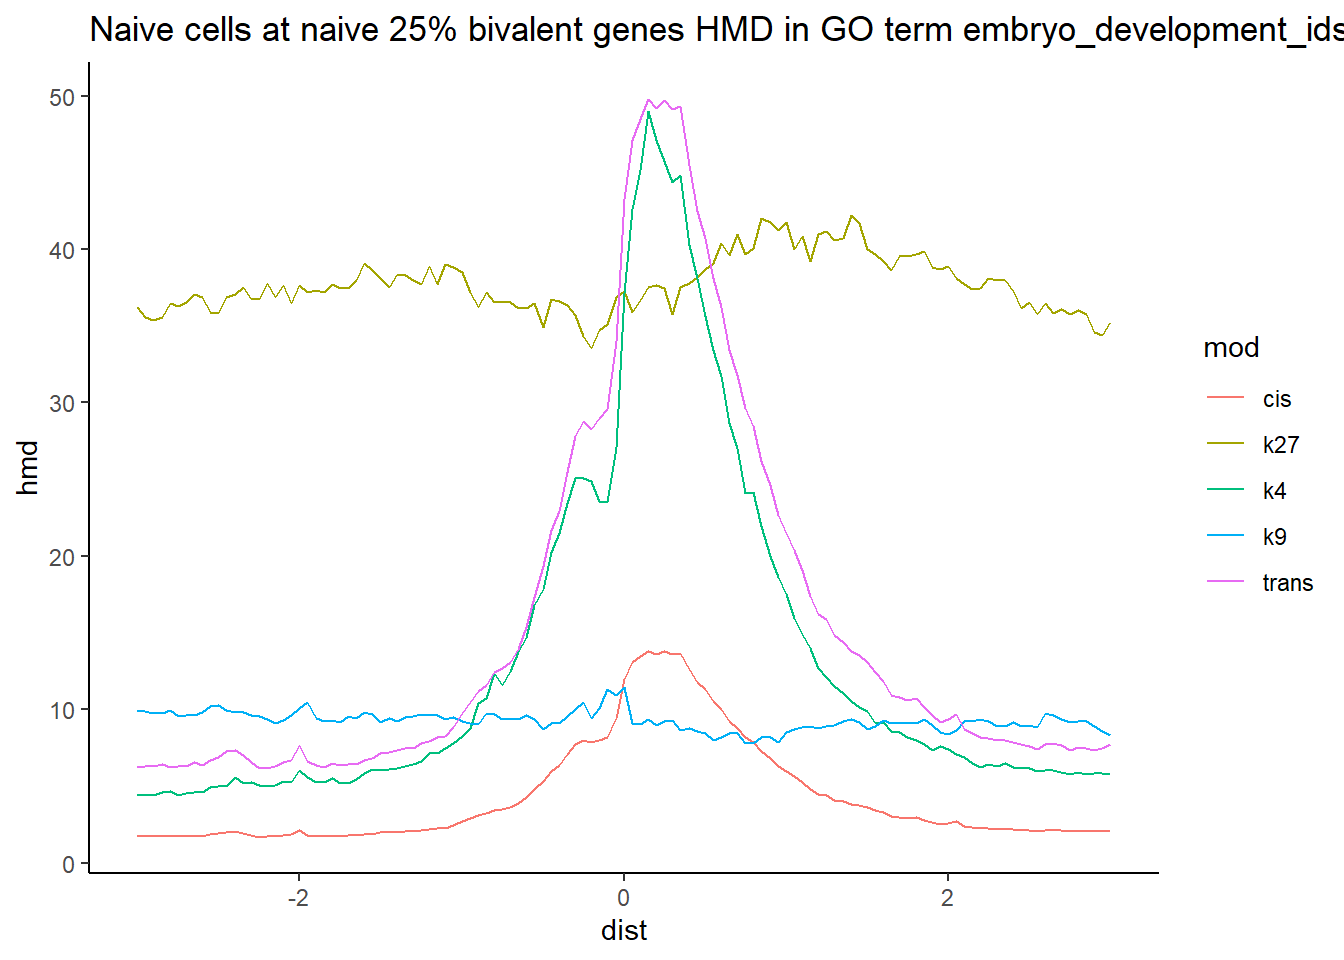 Naive cells at naive 25% bivalent genes HMD in GO term embryo_development_ids
50
40
30
20
10
0
hmd
-2
0
2
dist
mod
cis
k27
k4
k9
trans